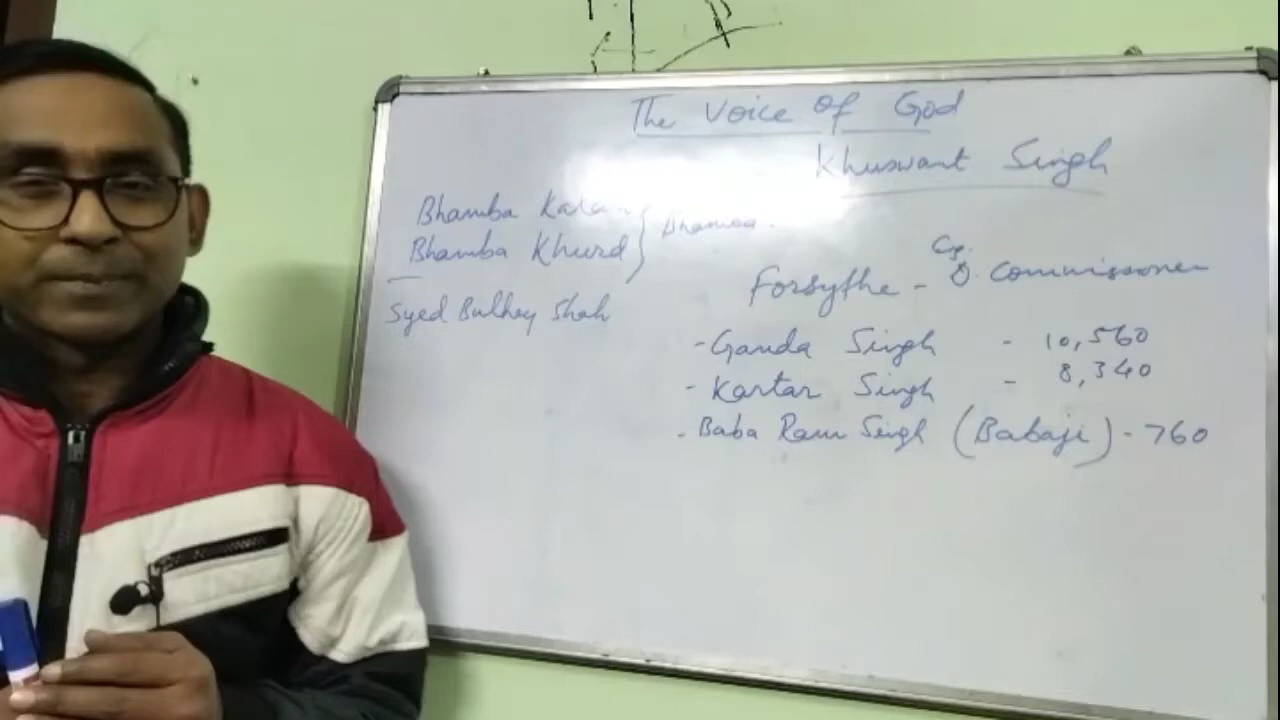 The Voice of God
Khuswant Singh
Bhamba Kalan
Bhamba Khurd } Bhamba.
Syed Bulhey Shah
Forsythe - D. Commissioner
- Ganda Singh - 10,560
- Kartar Singh - 8,340
- Baba Ram Singh (Babaji) - 760